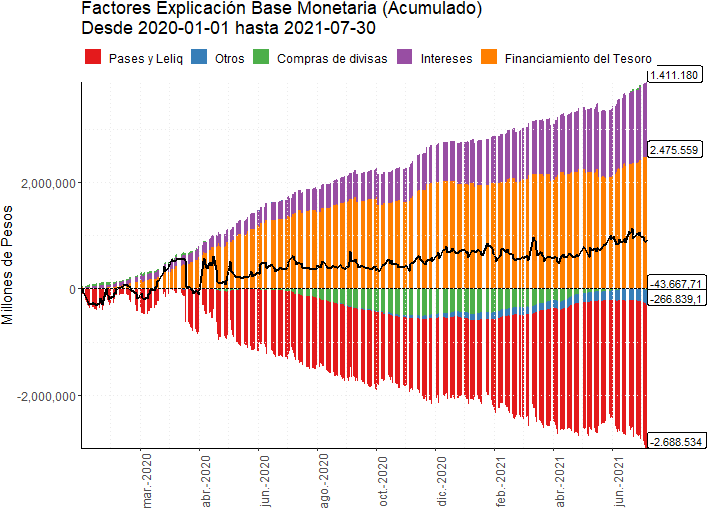 Factores Explicación Base Monetaria (Acumulado)
Desde 2020-01-01 hasta 2021-07-30
Pases y Leliq Otros Compras de divisas Intereses Financiamiento del Tesoro
Millones de Pesos
2,000,000
0
-2,000,000
1.411.180
2.475.559
-43.667,71
-266.839,1
-2.688.534
mar.-2020
abr.-2020
jun.-2020
ago.-2020
oct.-2020
dic.-2020
feb.-2021
abr.-2021
jun.-2021